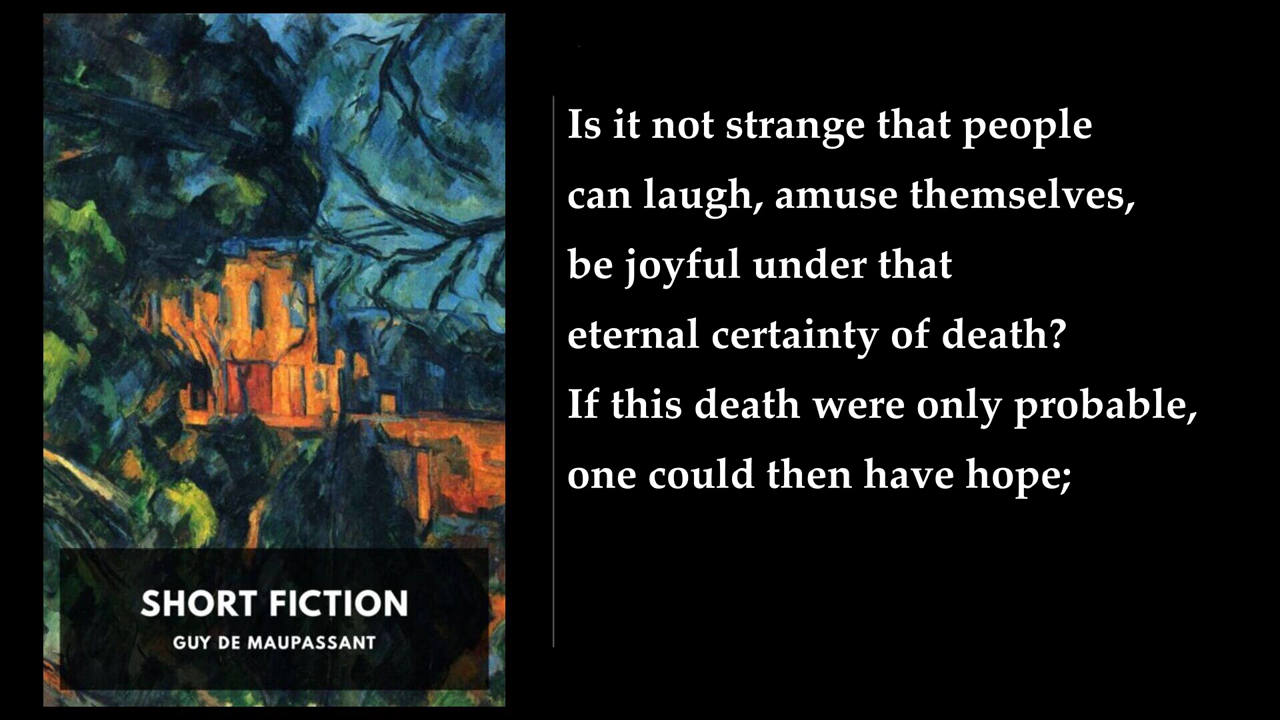 SHORT FICTION
GUY DE MAUPASSANT
Is it not strange that people
can laugh, amuse themselves,
be joyful under that
eternal certainty of death?
If this death were only probable,
one could then have hope;